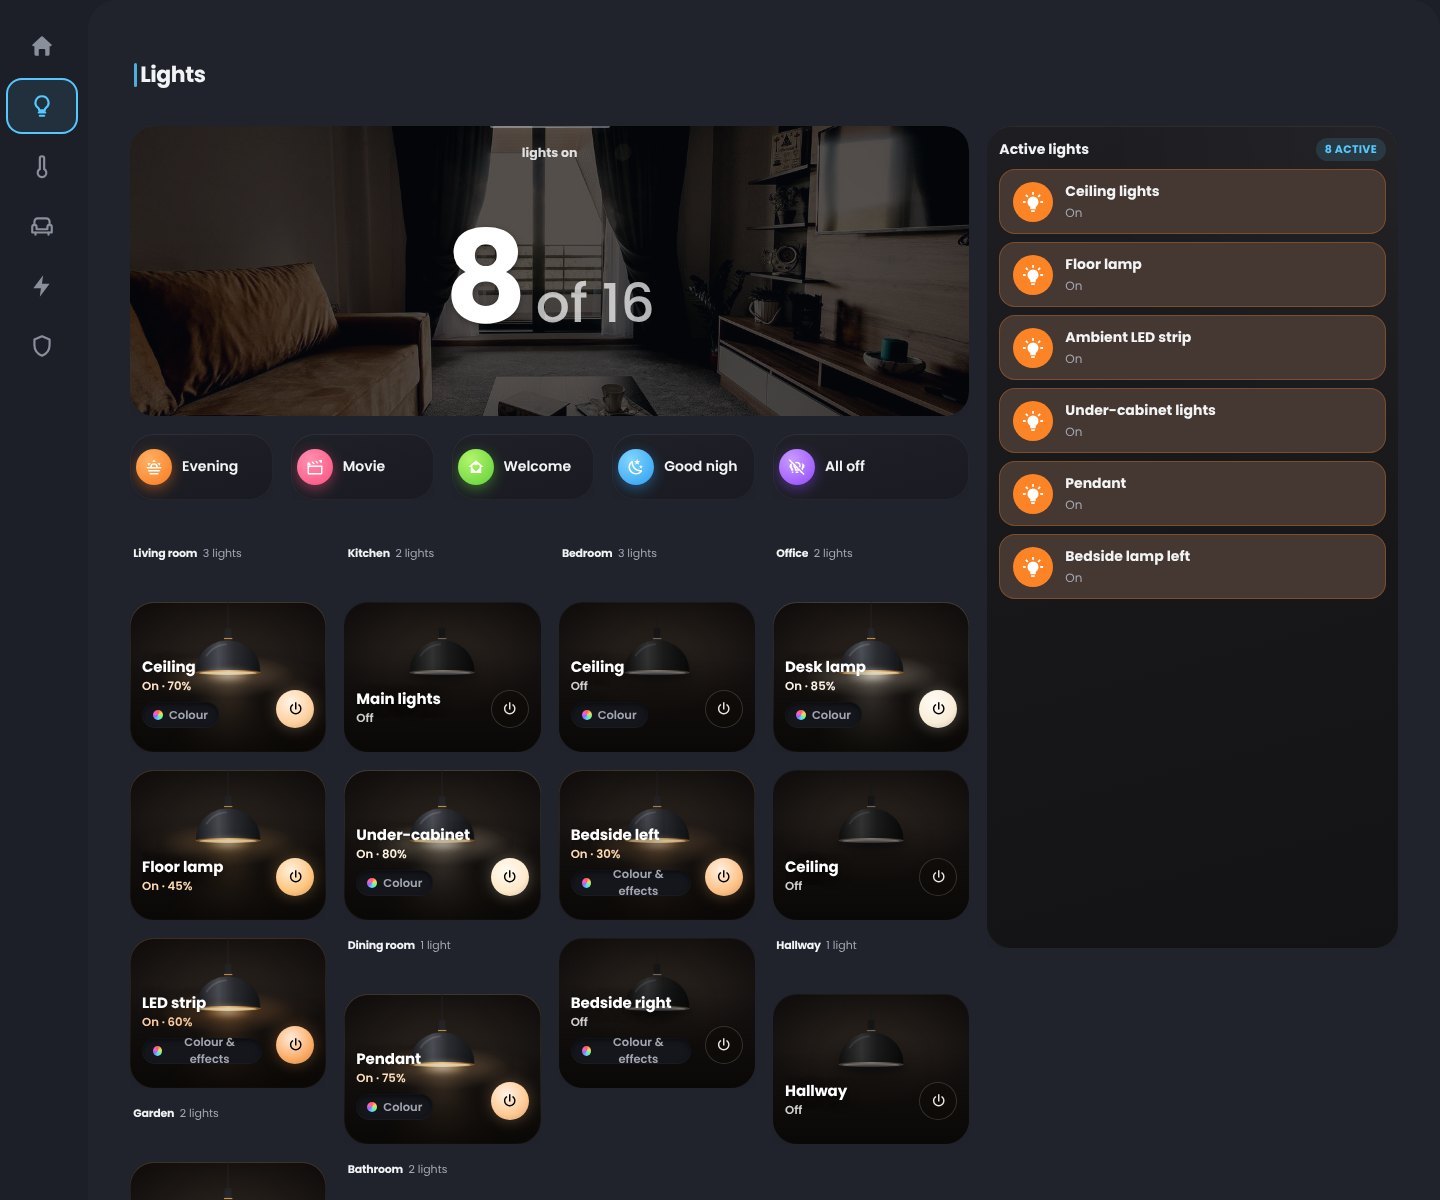 Lights
lights on
8 of 16
Evening
Movie
Welcome
Good nigh
All off
Active lights
8 ACTIVE
Ceiling lights
On
Floor lamp
On
Ambient LED strip
On
Under-cabinet lights
On
Pendant
On
Bedside lamp left
On
Living room 3 lights
Ceiling
On · 70%
Colour
Floor lamp
On · 45%
LED strip
On · 60%
Colour &
effects
Garden 2 lights
Kitchen 2 lights
Main lights
Off
Under-cabinet
On · 80%
Colour
Dining room 1 light
Pendant
On · 75%
Colour
Bathroom 2 lights
Bedroom 3 lights
Ceiling
Off
Colour
Bedside left
On · 30%
Colour &
effects
Bedside right
Off
Colour &
effects
Office 2 lights
Desk lamp
On · 85%
Colour
Ceiling
Off
Hallway 1 light
Hallway
Off